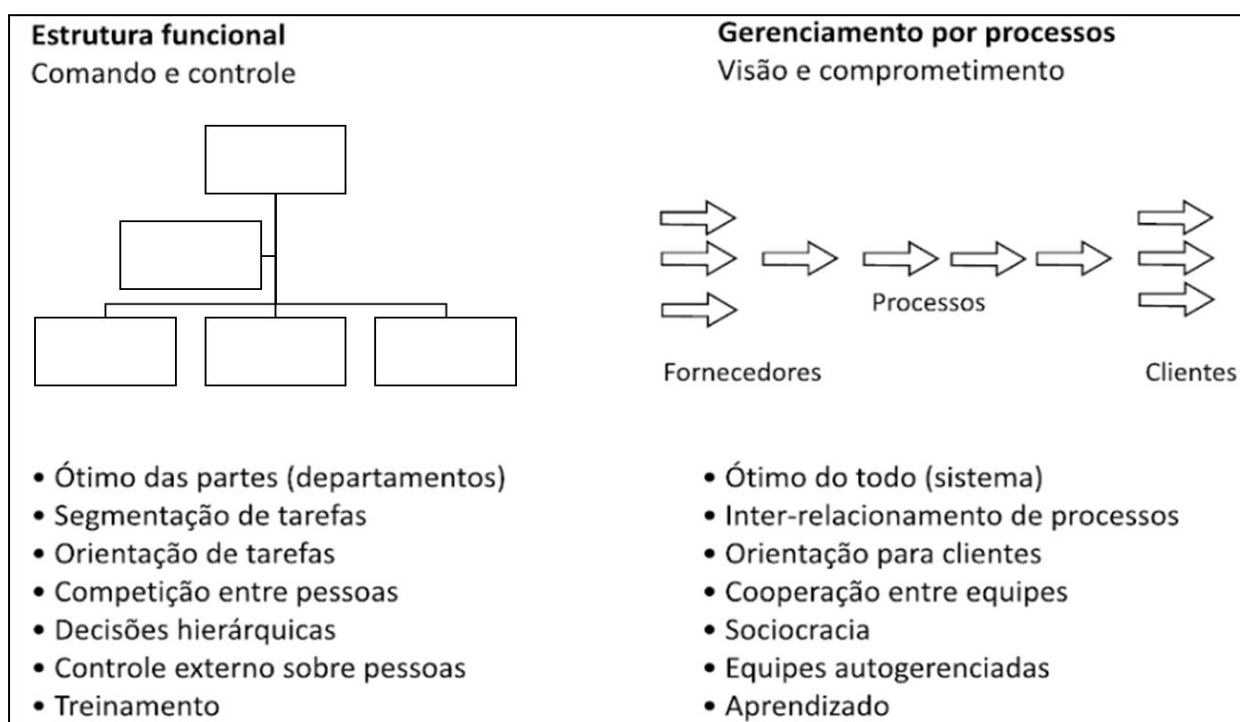 Estrutura funcional
Comando e controle
• Ótimo das partes (departamentos)
• Segmentação de tarefas
• Orientação de tarefas
• Competição entre pessoas
• Decisões hierárquicas
• Controle externo sobre pessoas
• Treinamento
Gerenciamento por processos
Visão e comprometimento
Processos
Fornecedores
Clientes
• Ótimo do todo (sistema)
• Inter-relacionamento de processos
• Orientação para clientes
• Cooperação entre equipes
• Sociocracia
• Equipes autogerenciadas
• Aprendizado